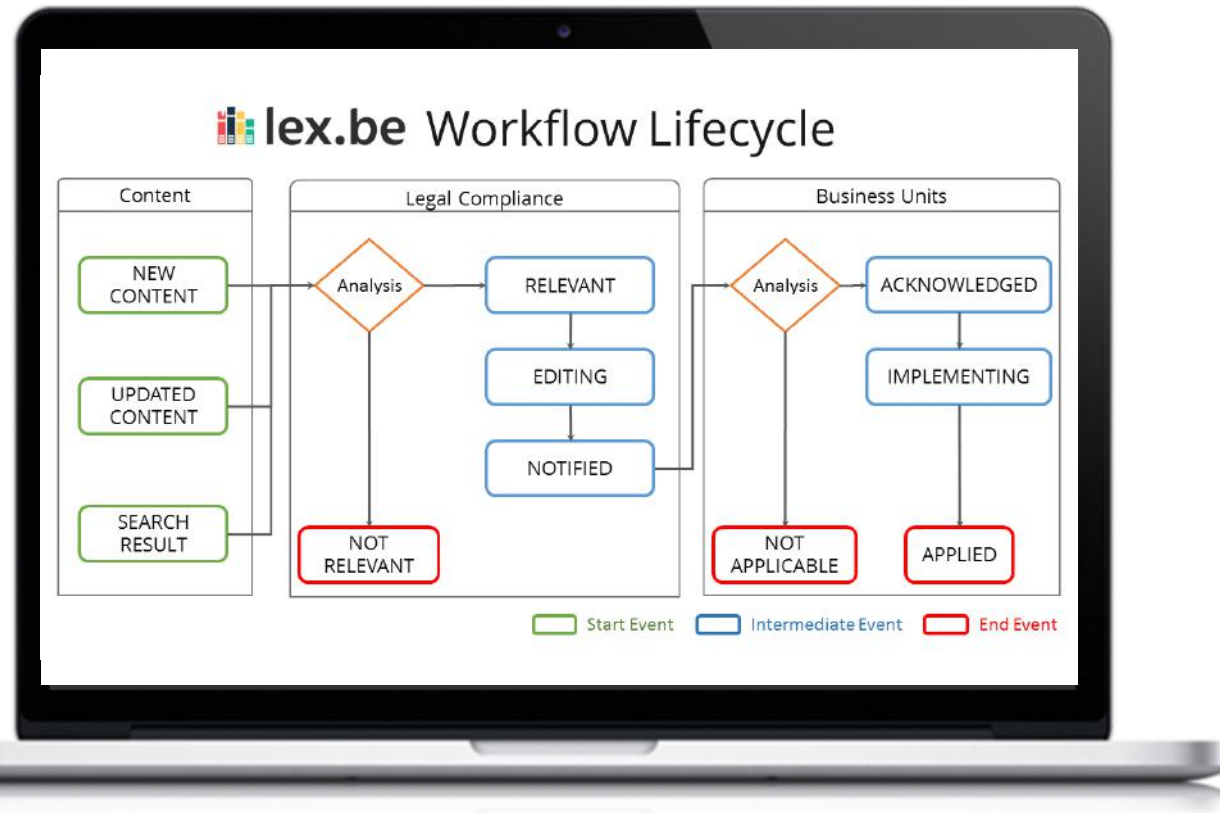 lex.be Workflow Lifecycle
Content
NEW
CONTENT
UPDATED
CONTENT
SEARCH
RESULT
Legal Compliance
Analysis
RELEVANT
EDITING
NOTIFIED
NOT
RELEVANT
Business Units
Analysis
ACKNOWLEDGED
IMPLEMENTING
NOT
APPLICABLE
APPLIED
Start Event
Intermediate Event
End Event